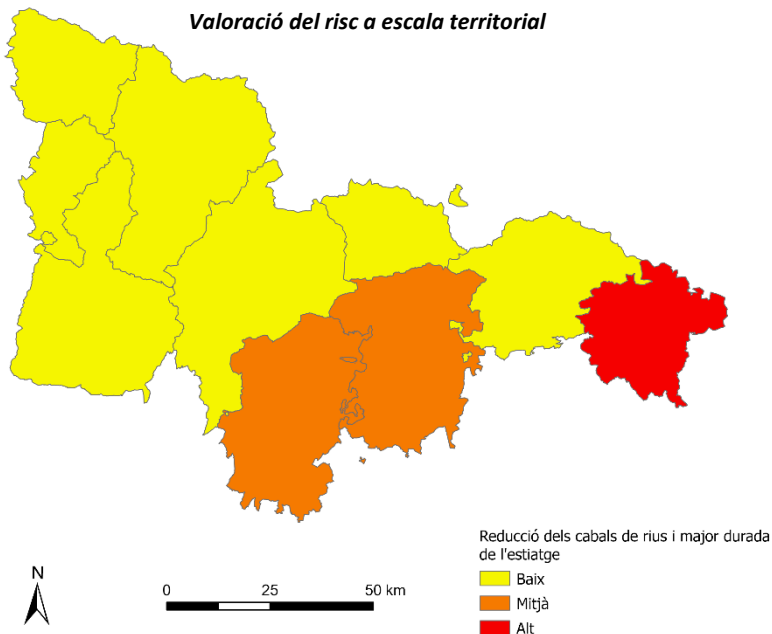 Valoració del risc a escala territorial
Reducció dels cabals de rius i major durada
de l'estiatge
Baix
Mitjà
Alt
N
0 25 50 km